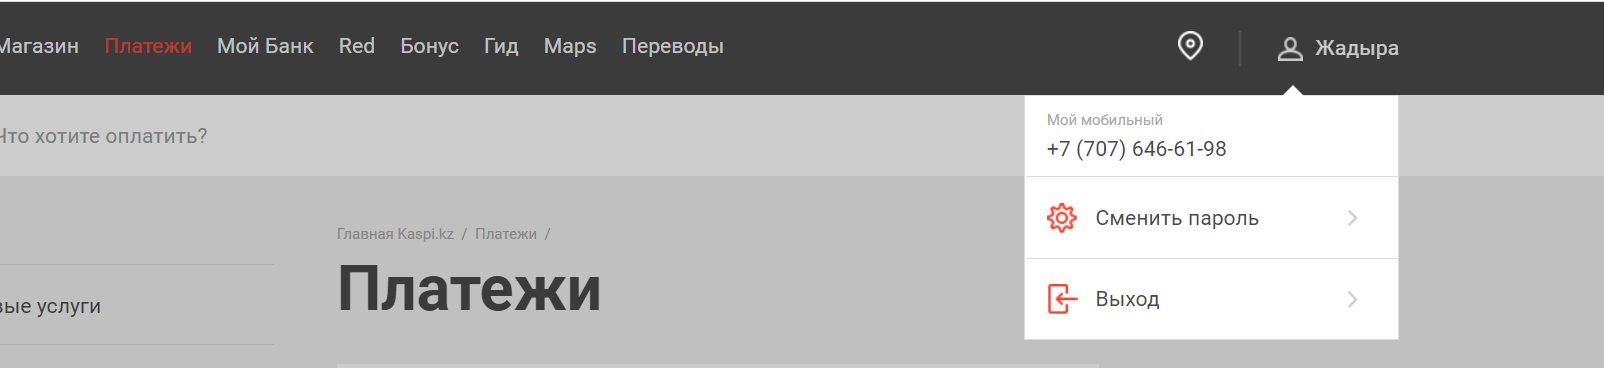 Магазин Платежи Мой Банк Red Бонус Гид Maps Переводы Жадыра
Что хотите оплатить?
Мой мобильный
+7 (707) 646-61-98
Сменить пароль
Главная Kaspi.kz / Платежи /
Платежи
вые услуги
Выход